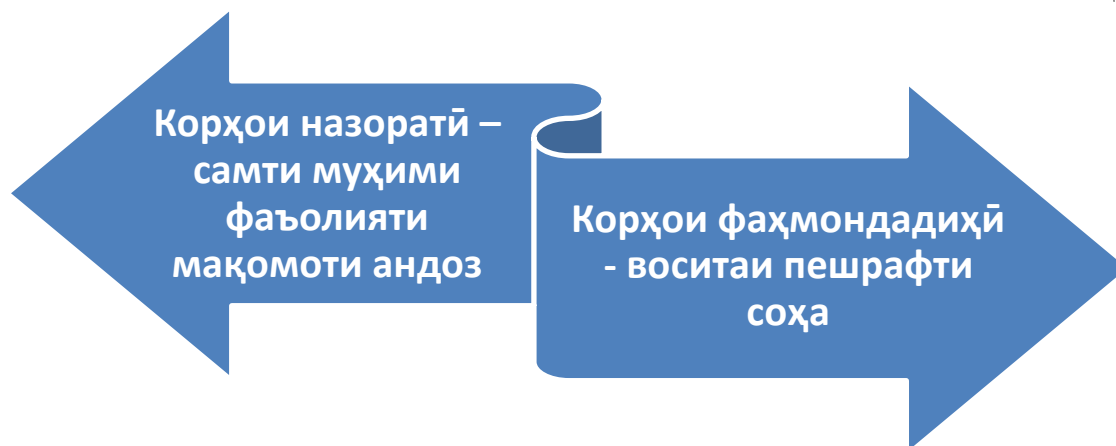 Корҳои назоратӣ –
самти муҳими
фаъолияти
мақомоти андоз
Корҳои фаҳмондадиҳӣ
- воситаи пешрафти
соҳа